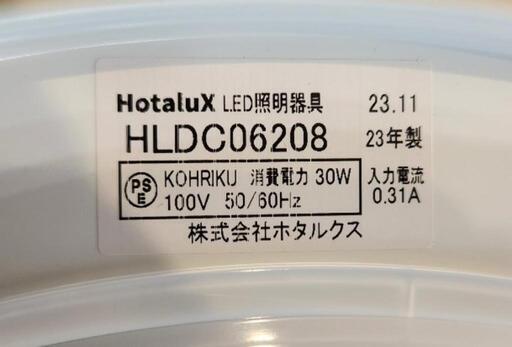 HotaluX LED照明器具 23.11
HLDC06208 23年製
PSE KOHRIKU 消費電力 30W 入力電流
100V 50/60Hz 0.31A
株式会社ホタルクス